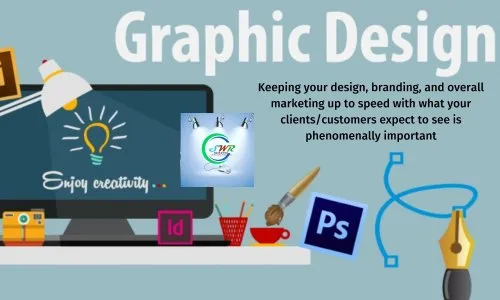 Graphic Design
Keeping your design, branding, and overall
marketing up to speed with what your
clients/customers expect to see is
phenomenally important
Enjoy creativity...
Id
Ps